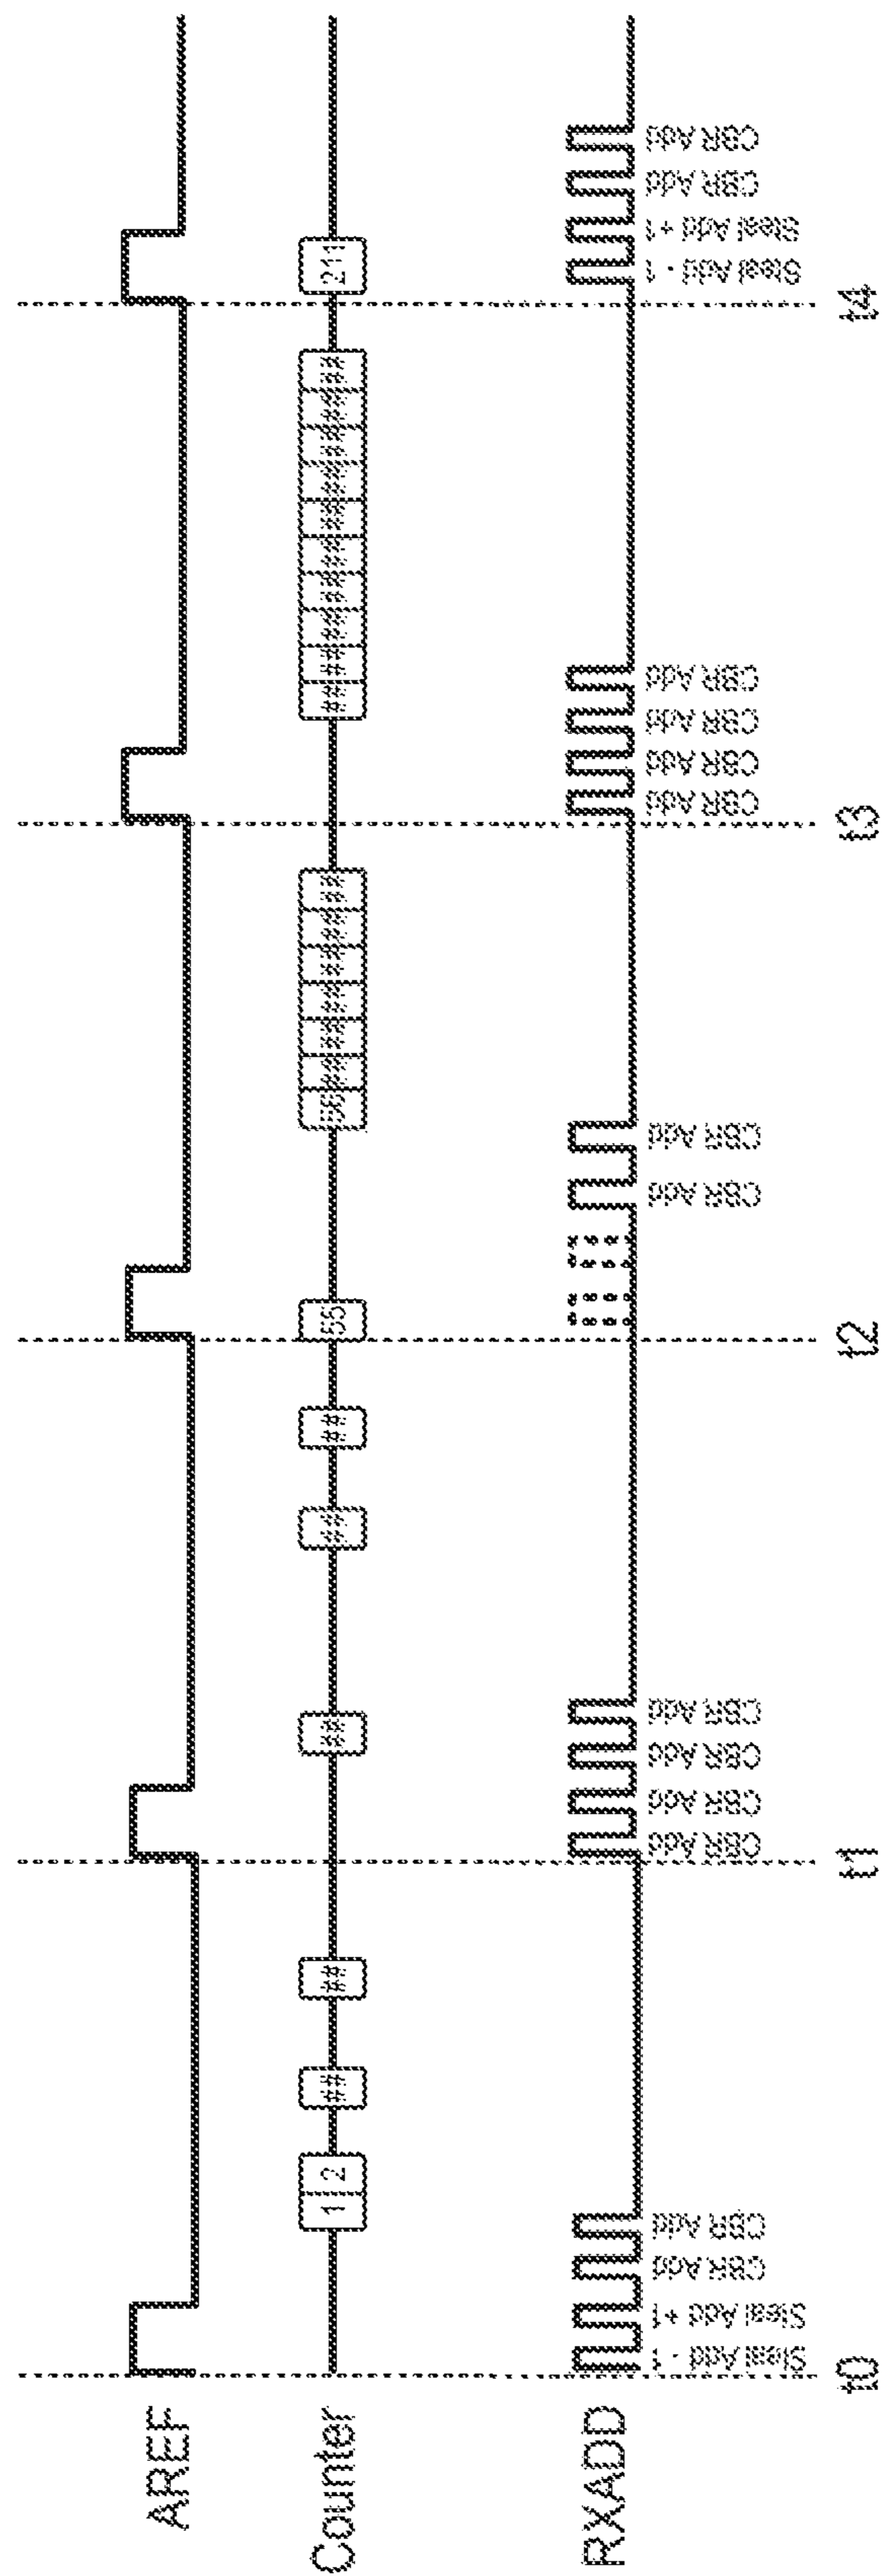 AREF
Counter
1 2 ## ## ## ## ## 55 56 ## ## ## ## ## ## ## ## ## ## ## ## ## ## ## ## 211
RXADD
Steal Add - 1
Steal Add +1
CBR Add
CBR Add
CBR Add
CBR Add
CBR Add
CBR Add
CBR Add
CBR Add
CBR Add
CBR Add
CBR Add
CBR Add
Steal Add - 1
Steal Add +1
CBR Add
CBR Add
t0 t1 t2 t3 t4